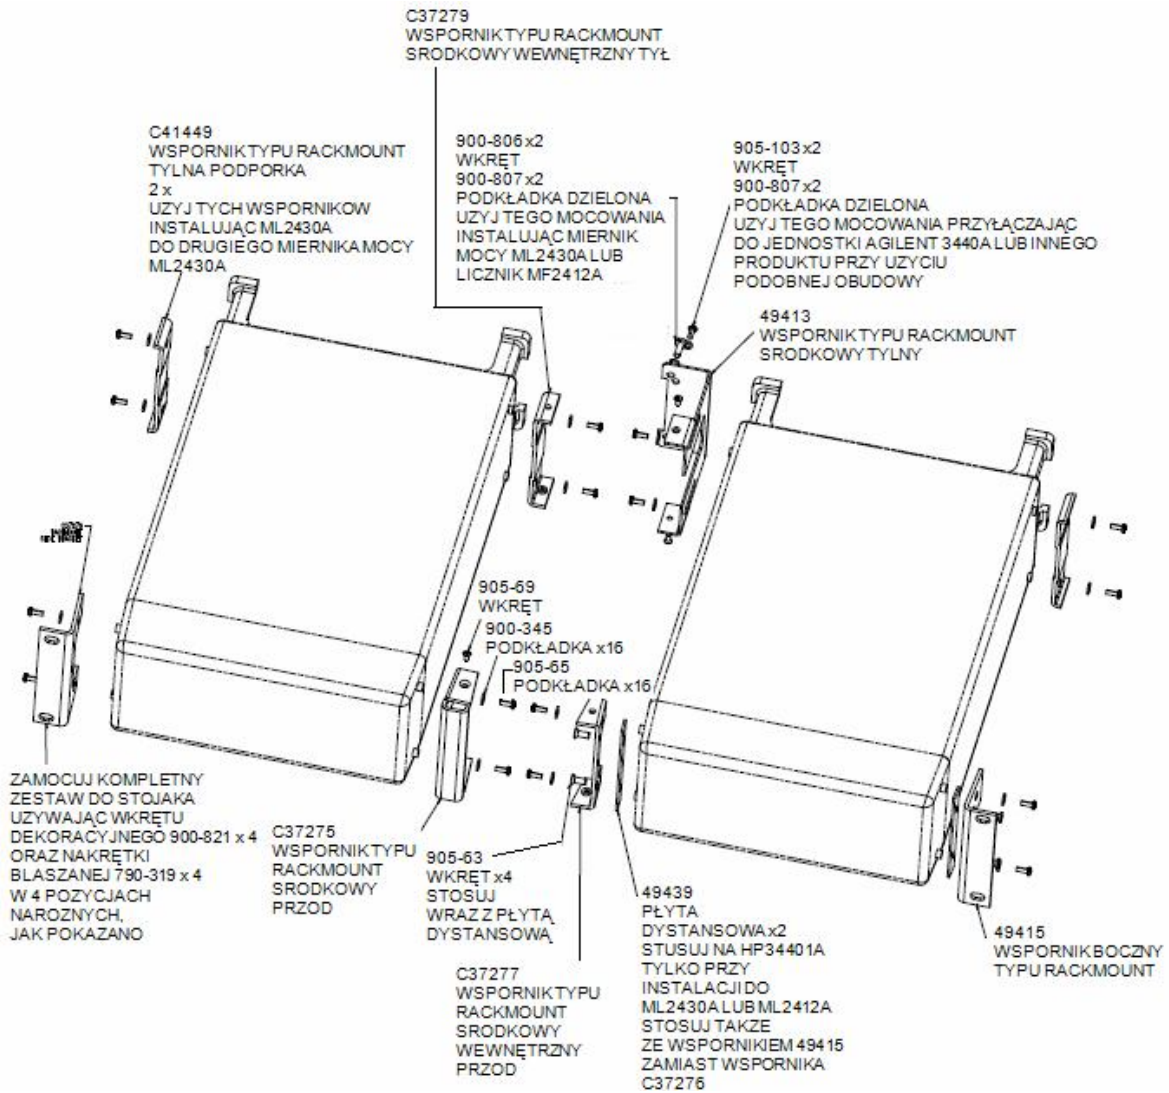 C37279
WSPORNIK TYPU RACKMOUNT
SRODKOWY WEWNĘTRZNY TYŁ
C41449
WSPORNIK TYPU RACKMOUNT
TYLNA PODPORKA
2 x
UZYJ TYCH WSPORNIKOW
INSTALUJĄC ML2430A
DO DRUGIEGO MIERNIKA MOCY
ML2430A
900-806 x2
WKRĘT
900-807 x2
PODKŁADKA DZIELONA
UZYJ TEGO MOCOWANIA
INSTALUJĄC MIERNIK
MOCY ML2430A LUB
LICZNIK MF2412A
905-103 x2
WKRĘT
900-807 x2
PODKŁADKA DZIELONA
UZYJ TEGO MOCOWANIA PRZYŁĄCZAJĄC
DO JEDNOSTKI AGILENT 3440A LUB INNEGO
PRODUKTU PRZY UZYCIU
PODOBNEJ OBUDOWY
49413
WSPORNIK TYPU RACKMOUNT
SRODKOWY TYLNY
905-69
WKRĘT
900-345
PODKŁADKA x16
905-65
PODKŁADKA x16
ZAMOCUJ KOMPLETNY
ZESTAW DO STOJAKA
UZYWAJĄC WKRĘTU
DEKORACYJNEGO 900-821 x 4
ORAZ NAKRĘTKI
BLASZANEJ 790-319 x 4
W 4 POZYCJACH
NAROZNYCH,
JAK POKAZANO
C37275
WSPORNIK TYPU
RACKMOUNT
SRODKOWY
PRZOD
905-63
WKRĘT x4
STOSUJ
WRAZ Z PŁYTĄ
DYSTANSOWĄ
C37277
WSPORNIK TYPU
RACKMOUNT
SRODKOWY
WEWNĘTRZNY
PRZOD
49439
PŁYTA
DYSTANSOWA x2
STUSUJ NA HP34401A
TYLKO PRZY
INSTALACJI DO
ML2430A LUB ML2412A
STOSUJ TAKZE
ZE WSPORNIKIEM 49415
ZAMIAST WSPORNIKA
C37276
49415
WSPORNIK BOCZNY
TYPU RACKMOUNT